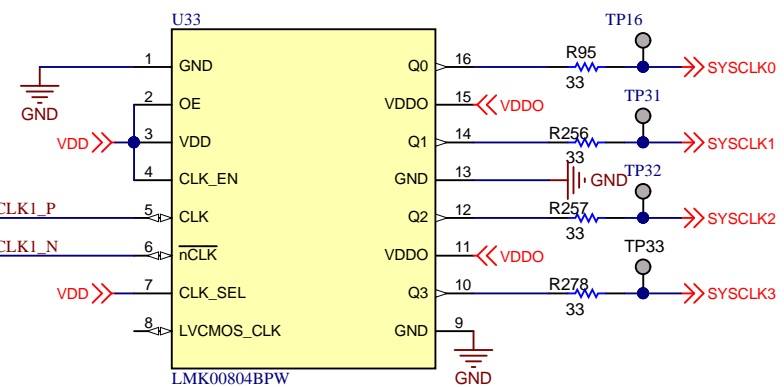 U33
TP16
1 GND Q0 16 R95 33 SYSCLK0
GND
2 OE VDDO 15 VDDO
TP31
VDD 3 VDD Q1 14 R256 33 SYSCLK1
4 CLK_EN GND 13 GND
TP32
CLK1_P 5 CLK Q2 12 R257 33 SYSCLK2
CLK1_N 6 nCLK VDDO 11 VDDO
TP33
VDD 7 CLK_SEL Q3 10 R278 33 SYSCLK3
8 LVCMOS_CLK GND 9
GND
LMK00804BPW